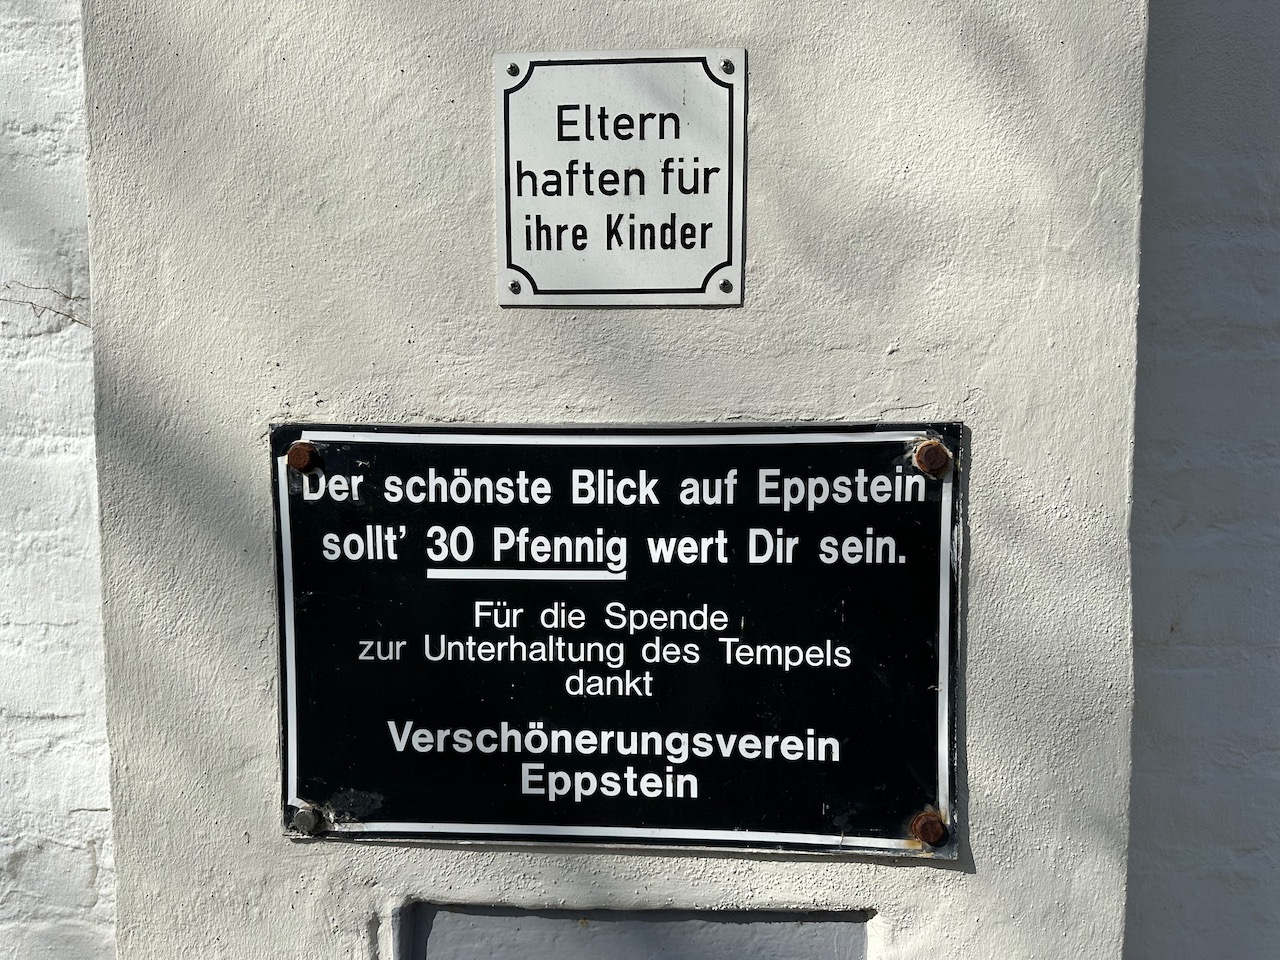 Eltern
haften für
ihre Kinder
Der schönste Blick auf Eppstein
sollt' 30 Pfennig wert Dir sein.
Für die Spende
zur Unterhaltung des Tempels
dankt
Verschönerungsverein
Eppstein